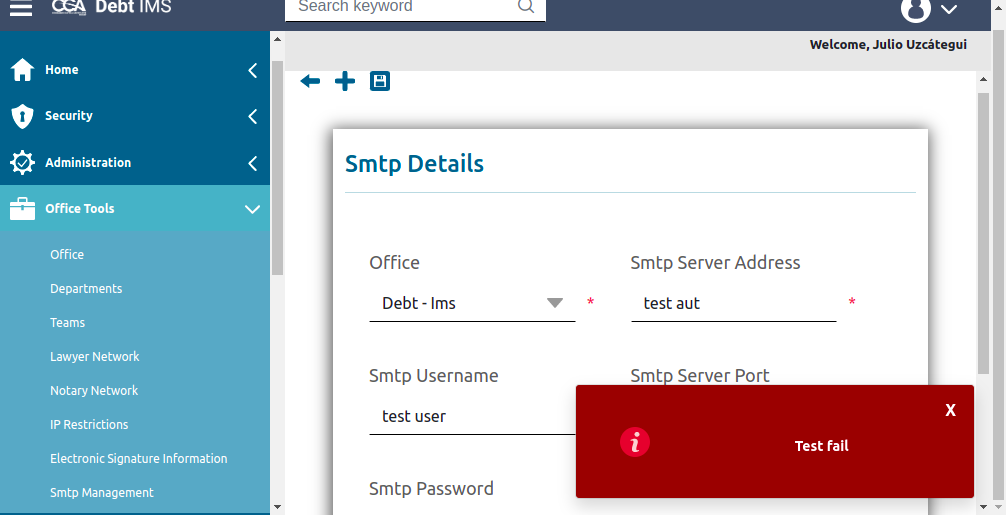 CCA Debt IMS
Search keyword
Welcome, Julio Uzcátegui
Home
Security
Administration
Office Tools
Office
Departments
Teams
Lawyer Network
Notary Network
IP Restrictions
Electronic Signature Information
Smtp Management
Smtp Details
Office
Smtp Server Address
Debt - Ims
*
test aut
*
Smtp Username
Smtp Server Port
test user
X
Test fail
Smtp Password